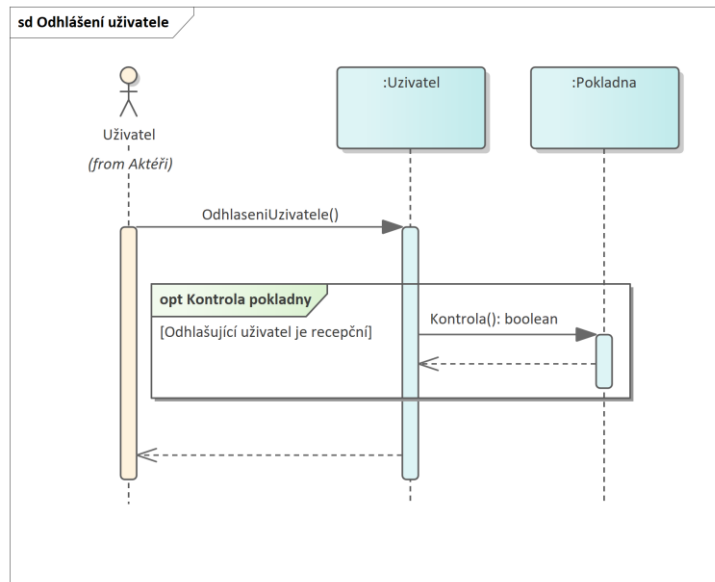 sd Odhlášení uživatele
:Uzivatel
:Pokladna
Uživatel
(from Aktéři)
OdhlaseniUzivatele()
opt Kontrola pokladny
[Odhlašující uživatel je recepční]
Kontrola(): boolean